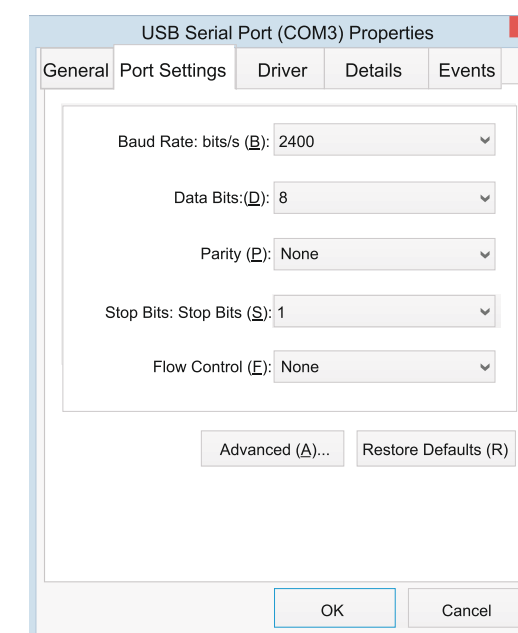 USB Serial Port (COM3) Properties
General Port Settings Driver Details Events
Baud Rate: bits/s (B): 2400
Data Bits:(D): 8
Parity (P): None
Stop Bits: Stop Bits (S): 1
Flow Control (F): None
Advanced (A)... Restore Defaults (R)
OK Cancel